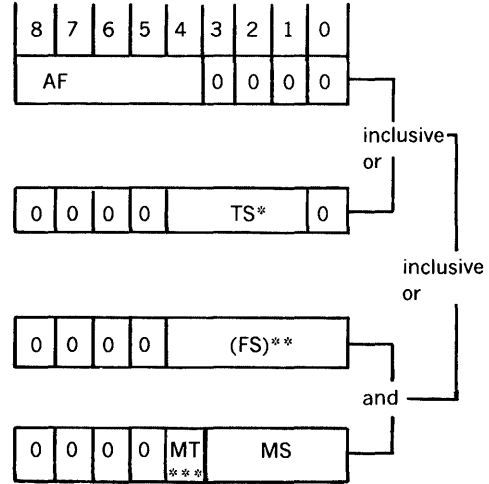 8 7 6 5 4 3 2 1 0
AF 0 0 0 0
inclusive
or
0 0 0 0 TS* 0
inclusive
or
0 0 0 0 (FS)**
and
0 0 0 0 MT MS
***